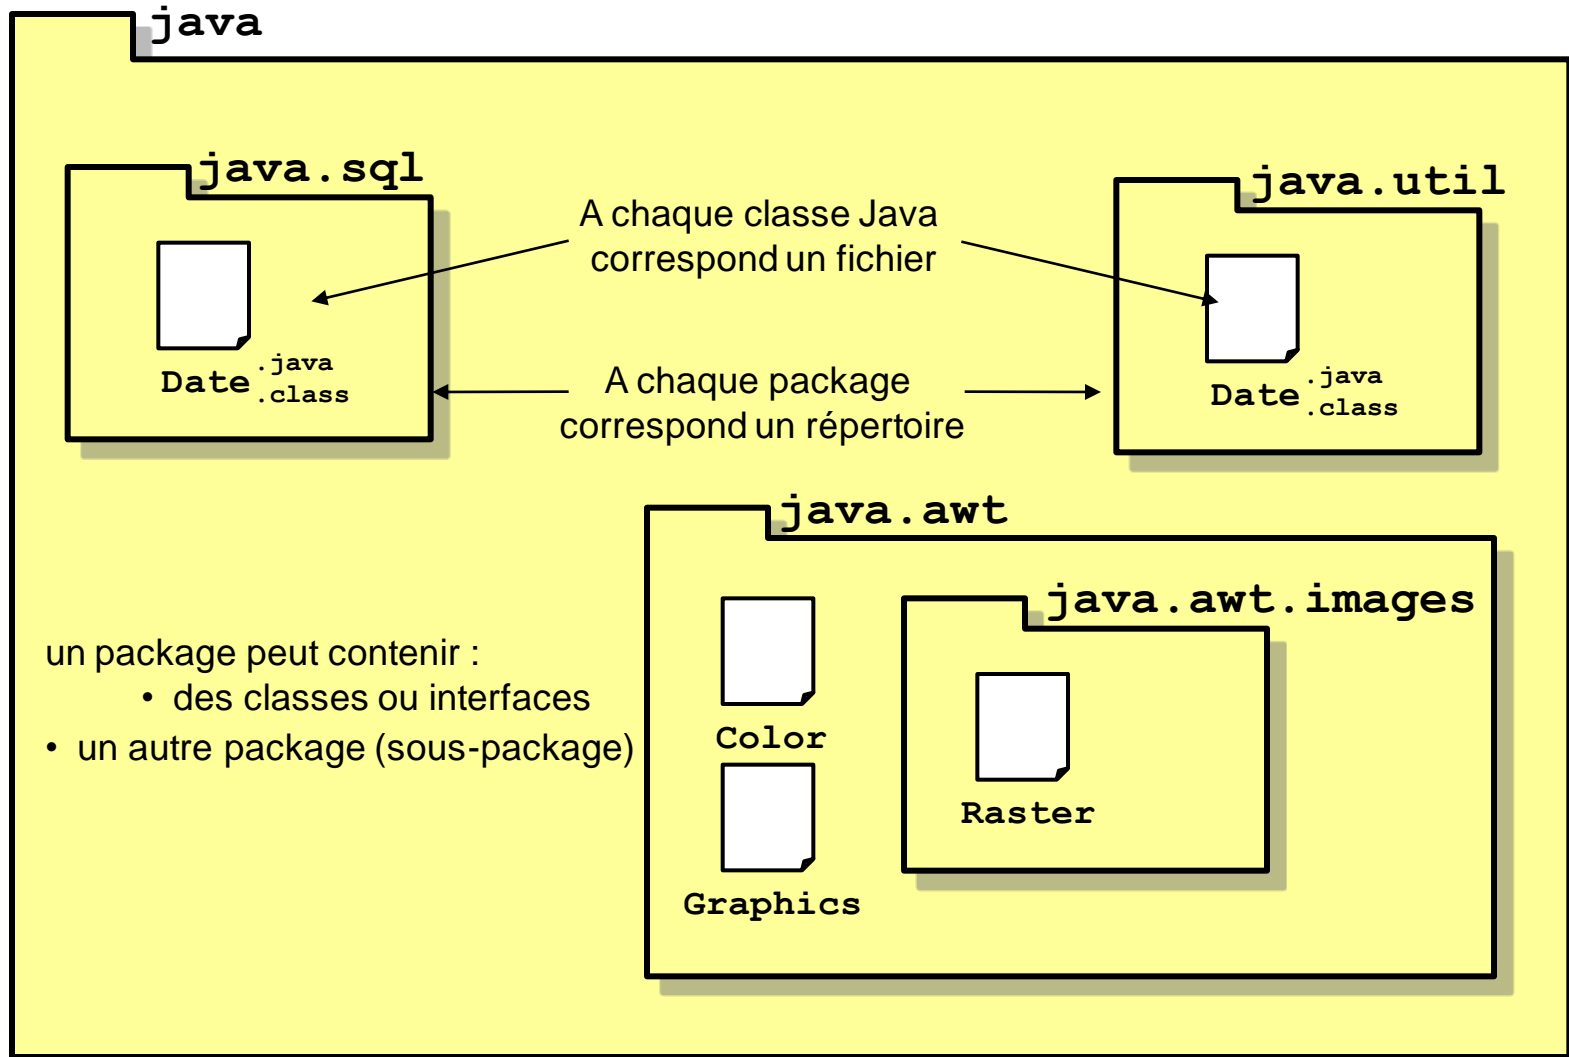 java
java.sql
java.util
A chaque classe Java
correspond un fichier
Date .java
.class
Date .java
.class
A chaque package
correspond un répertoire
java.awt
java.awt.images
un package peut contenir :
• des classes ou interfaces
• un autre package (sous-package)
Color
Raster
Graphics